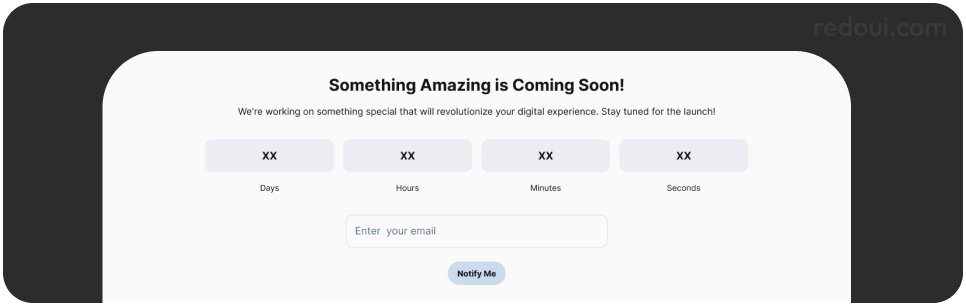 redoui.com
Something Amazing is Coming Soon!
We're working on something special that will revolutionize your digital experience. Stay tuned for the launch!
XX XX XX XX
Days Hours Minutes Seconds
Enter your email
Notify Me